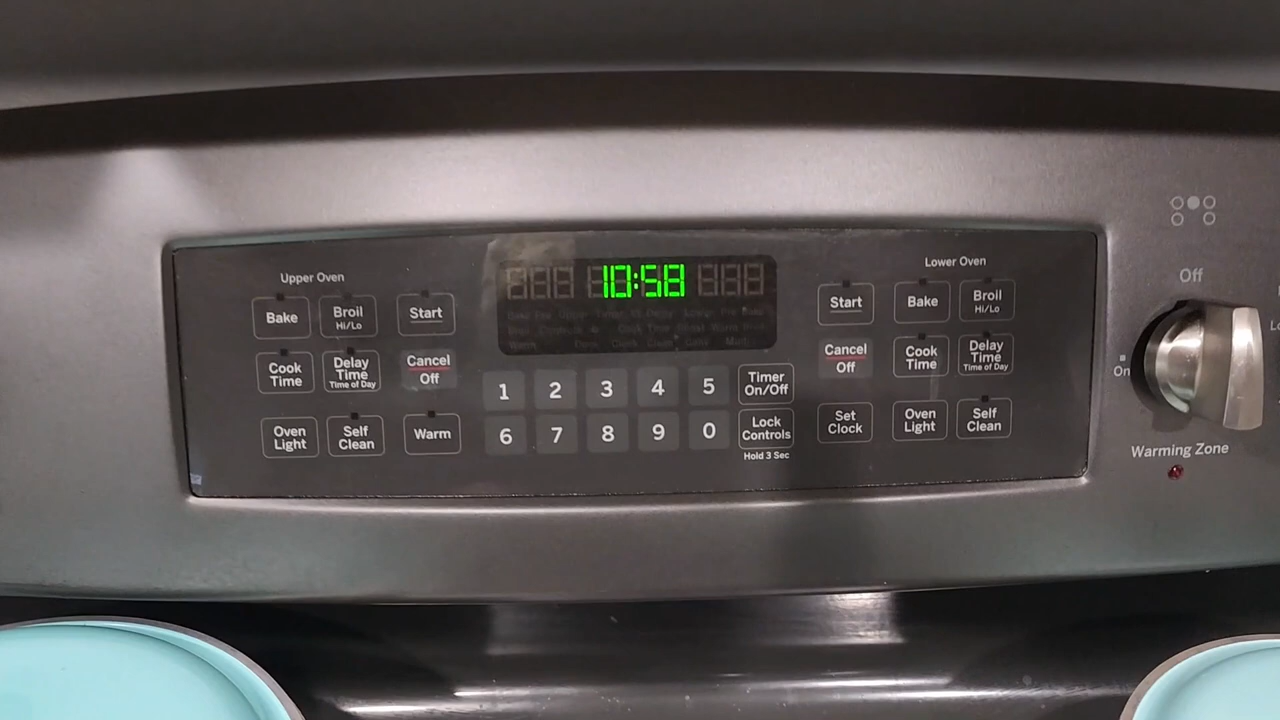 10:58
Upper Oven
Bake
Broil
Hi/Lo
Start
Cook
Time
Delay
Time
Time of Day
Cancel
Off
Oven
Light
Self
Clean
Warm
1 2 3 4 5
6 7 8 9 0
Timer
On/Off
Lock
Controls
Hold 3 Sec
Lower Oven
Start
Bake
Broil
Hi/Lo
Cancel
Off
Cook
Time
Delay
Time
Time of Day
Set
Clock
Oven
Light
Self
Clean
Off
On
Warming Zone